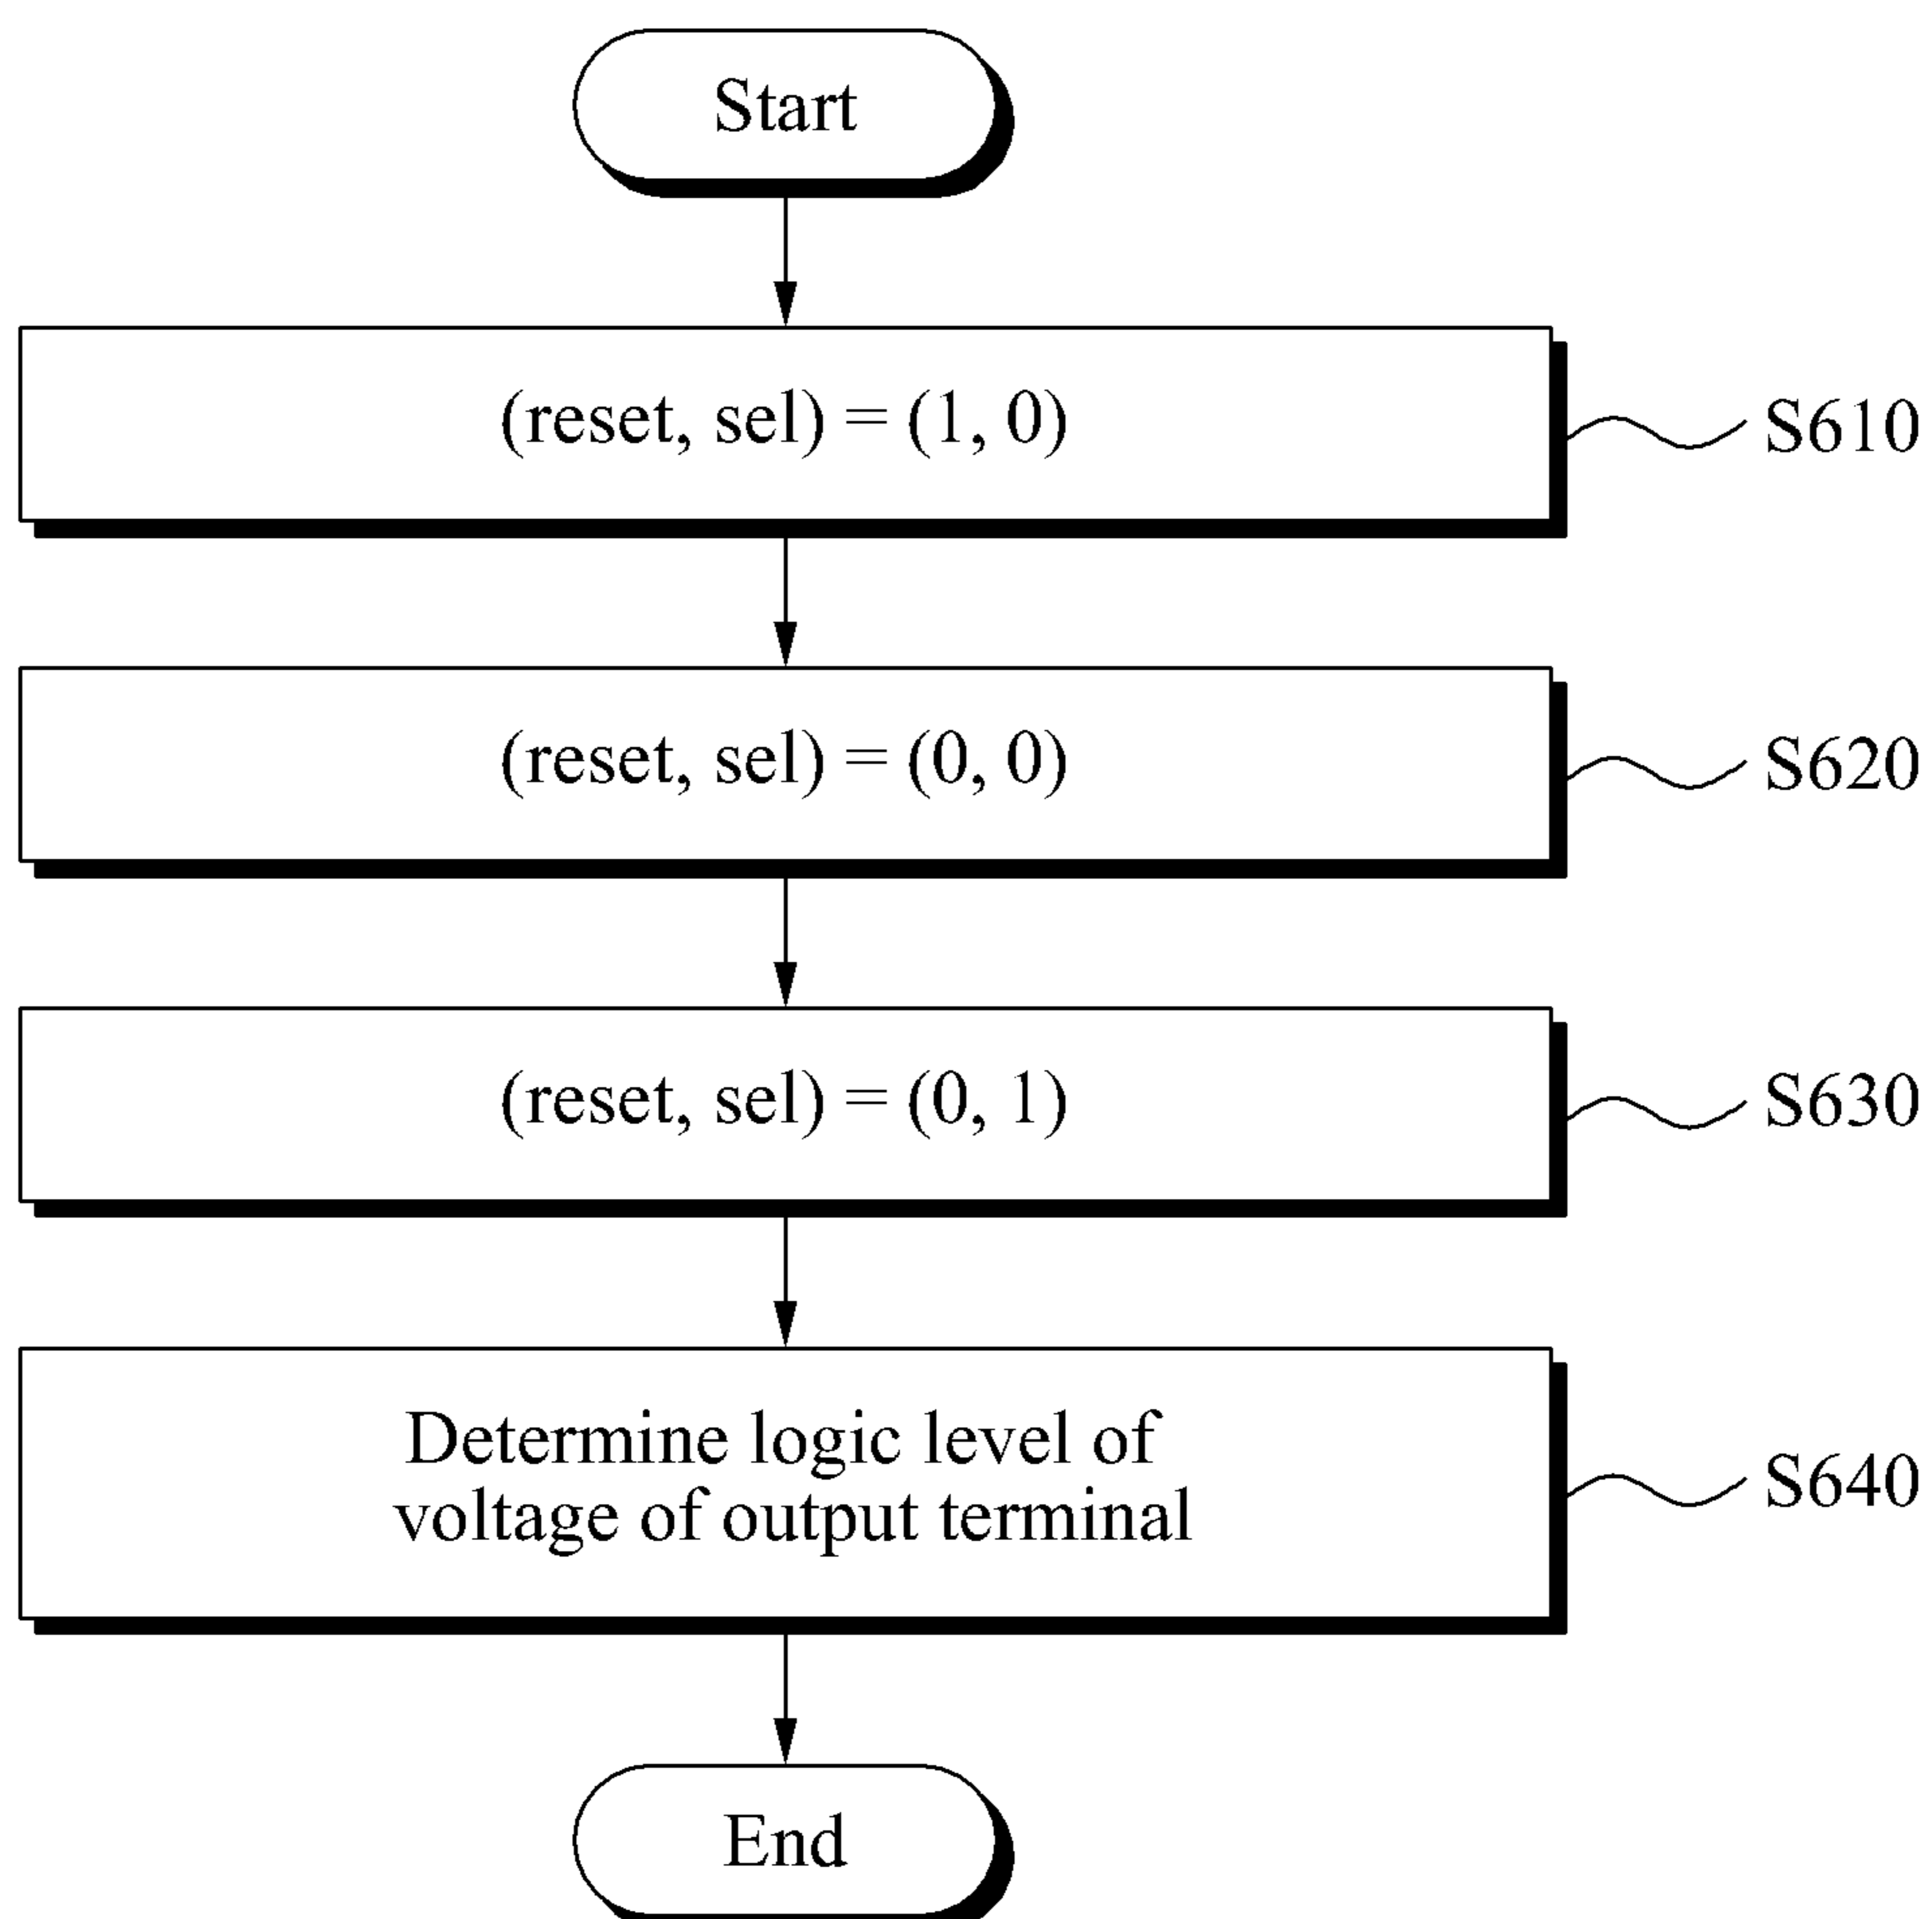 Start
(reset, sel) = (1, 0)
S610
(reset, sel) = (0, 0)
S620
(reset, sel) = (0, 1)
S630
Determine logic level of
voltage of output terminal
S640
End